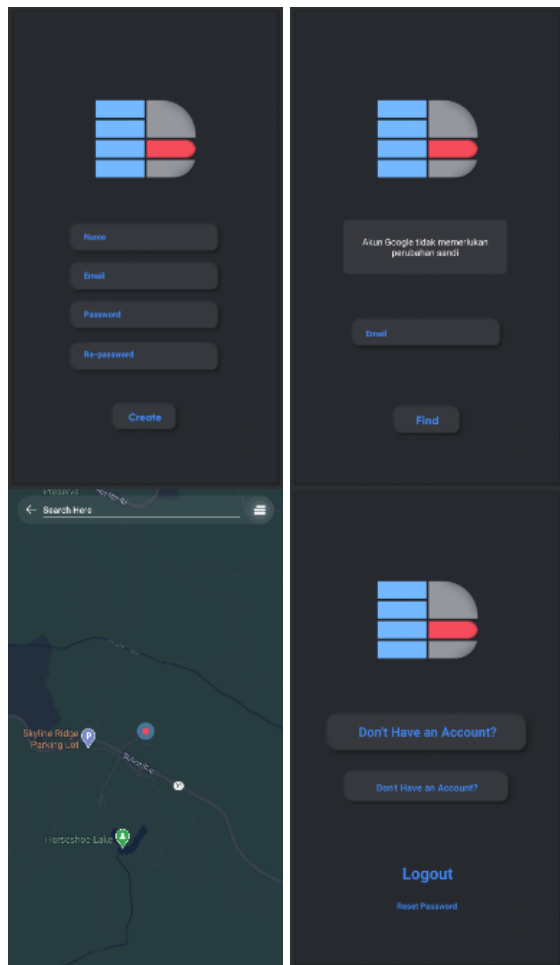 Name
Email
Password
Re-password
Create
Akun Google tidak memerlukan
perubahan sandi
Email
Find
Preserve
Search Here
Skyline Ridge
Parking Lot
P
Horseshoe Lake
Don't Have an Account?
Don't Have an Account?
Logout
Reset Password